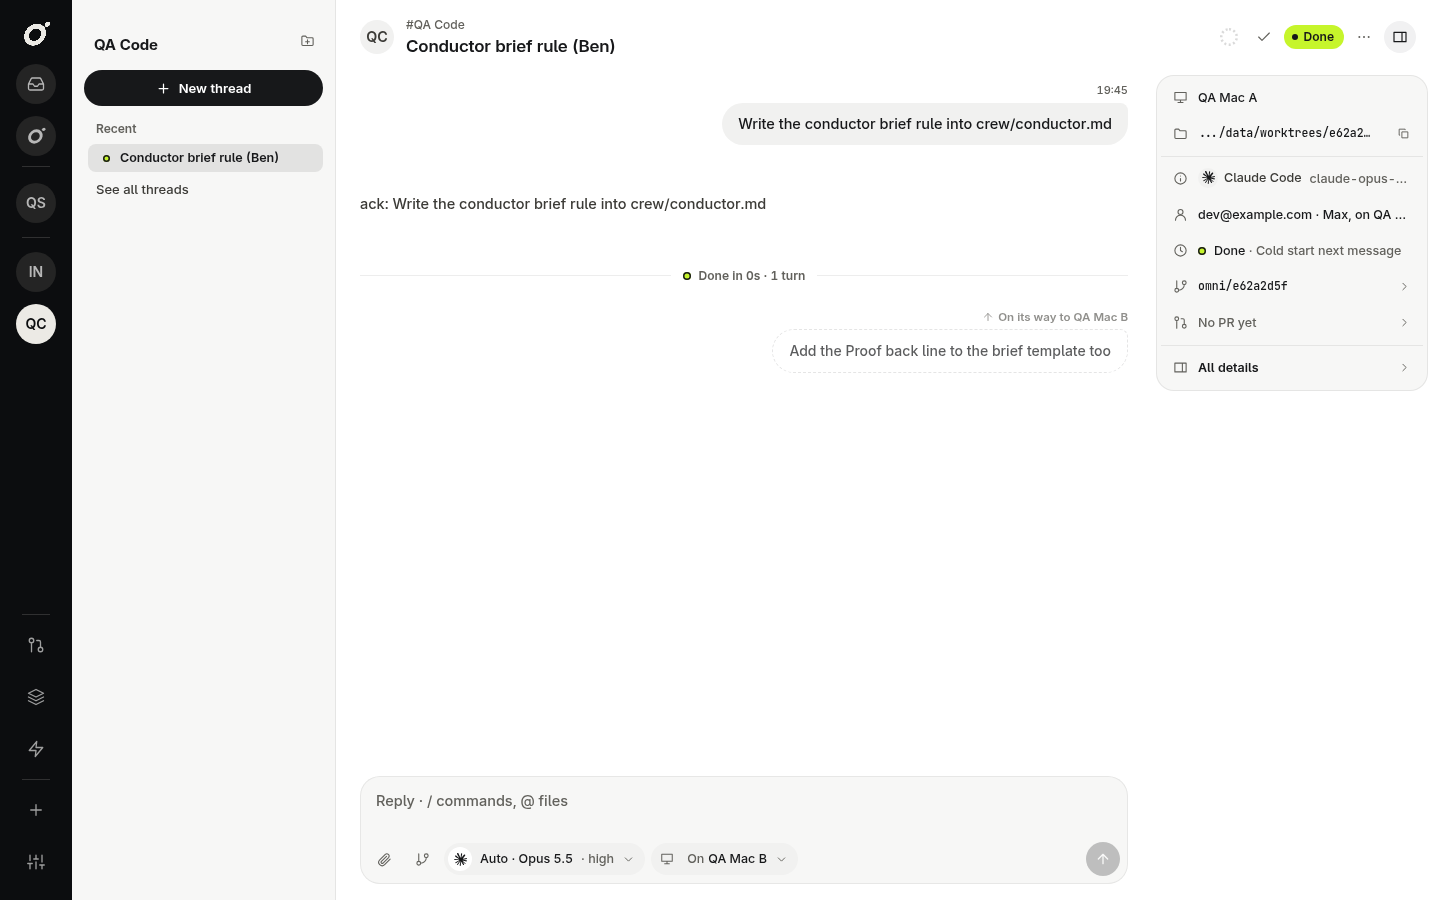 QA Code
New thread
Recent
Conductor brief rule (Ben)
See all threads
QS
IN
QC
QC
#QA Code
Conductor brief rule (Ben)
Done
19:45
Write the conductor brief rule into crew/conductor.md
ack: Write the conductor brief rule into crew/conductor.md
Done in 0s · 1 turn
On its way to QA Mac B
Add the Proof back line to the brief template too
Reply · / commands, @ files
Auto · Opus 5.5 · high
On QA Mac B
QA Mac A
.../data/worktrees/e62a2…
Claude Code claude-opus-…
dev@example.com · Max, on QA …
Done · Cold start next message
omni/e62a2d5f
No PR yet
All details